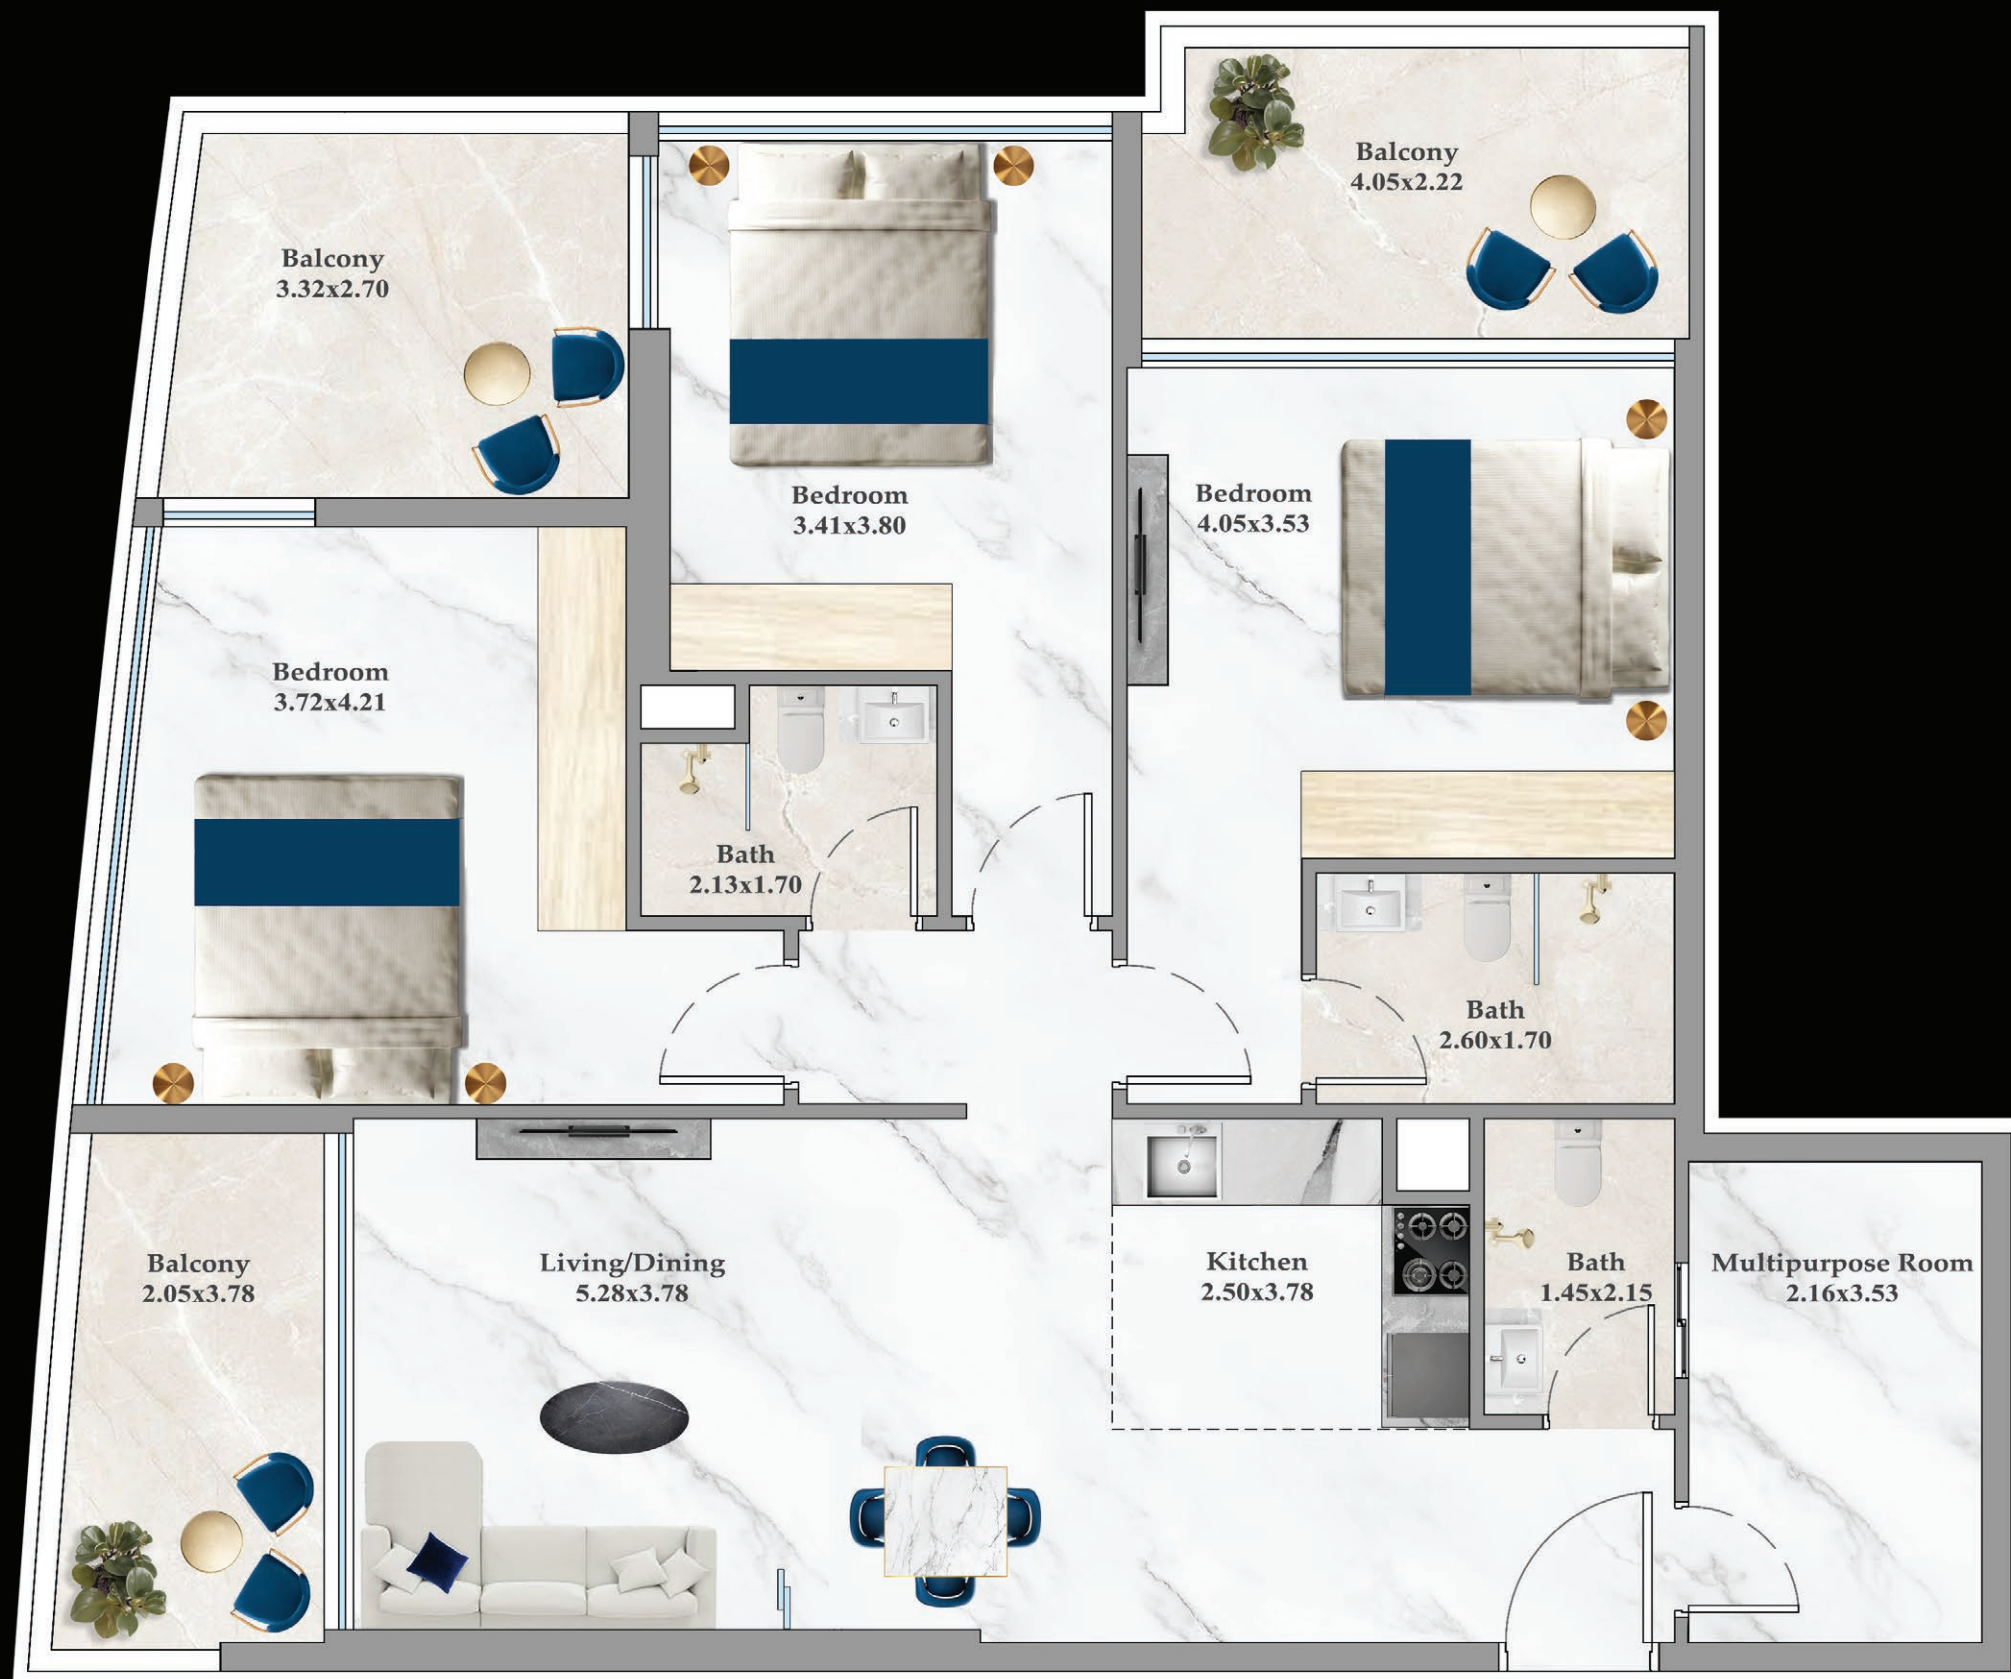 Balcony
4.05x2.22
Balcony
3.32x2.70
Bedroom
3.41x3.80
Bedroom
4.05x3.53
Bedroom
3.72x4.21
Bath
2.13x1.70
Bath
2.60x1.70
Balcony
2.05x3.78
Living/Dining
5.28x3.78
Kitchen
2.50x3.78
Bath
1.45x2.15
Multipurpose Room
2.16x3.53